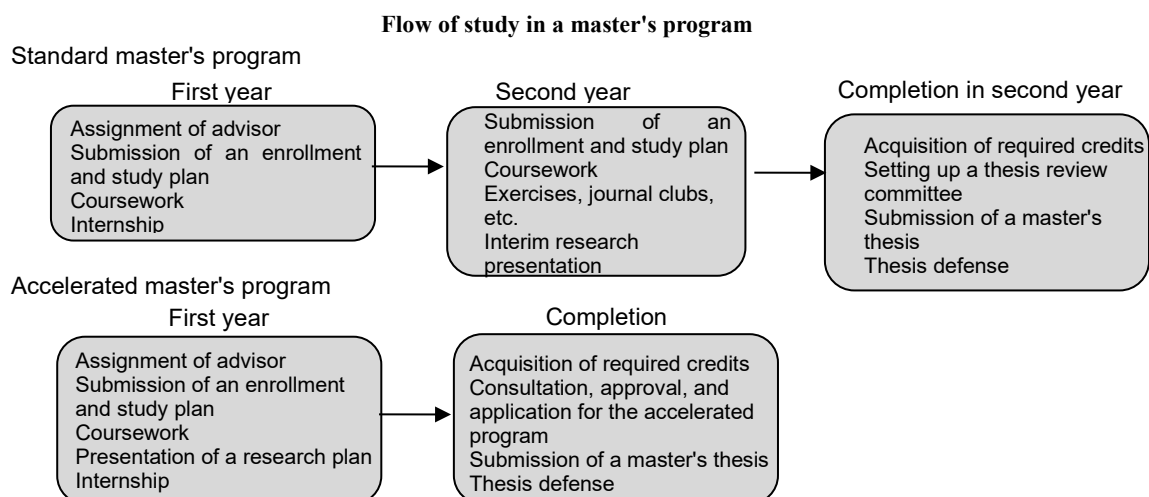 Flow of study in a master's program
Standard master's program
First year
Assignment of advisor
Submission of an enrollment
and study plan
Coursework
Internship
Second year
Submission of an
enrollment and study plan
Coursework
Exercises, journal clubs,
etc.
Interim research
presentation
Completion in second year
Acquisition of required credits
Setting up a thesis review
committee
Submission of a master's
thesis
Thesis defense
Accelerated master's program
First year
Assignment of advisor
Submission of an enrollment
and study plan
Coursework
Presentation of a research plan
Internship
Completion
Acquisition of required credits
Consultation, approval, and
application for the accelerated
program
Submission of a master's thesis
Thesis defense